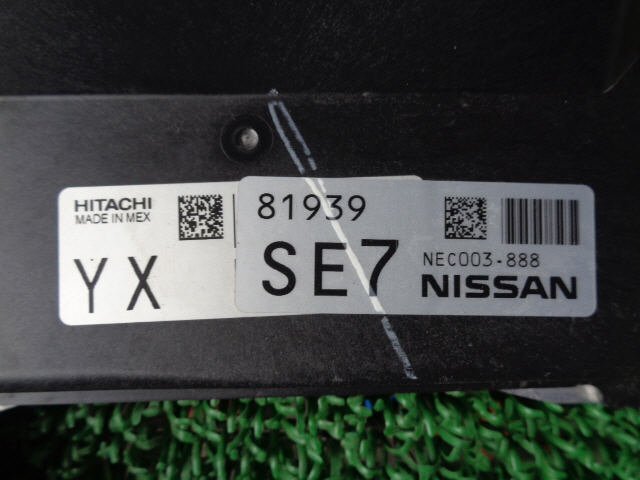 HITACHI
MADE IN MEX
YX
81939
SE7
NEC003-888
NISSAN